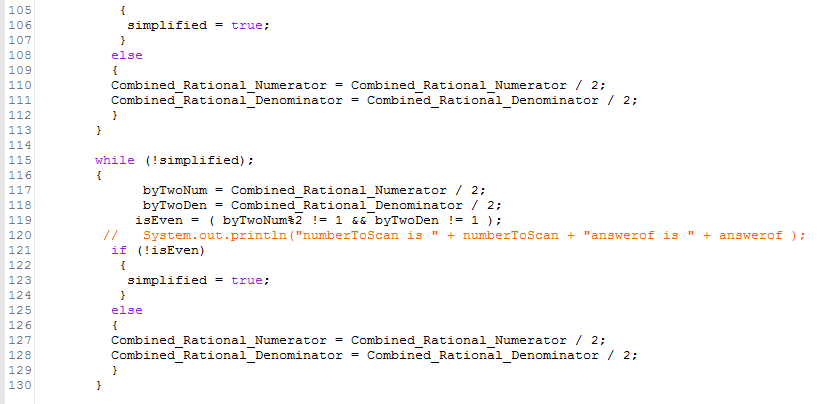 105 {
106 simplified = true;
107 }
108 else
109 {
110 Combined_Rational_Numerator = Combined_Rational_Numerator / 2;
111 Combined_Rational_Denominator = Combined_Rational_Denominator / 2;
112 }
113 }
114
115 while (!simplified);
116 {
117 byTwoNum = Combined_Rational_Numerator / 2;
118 byTwoDen = Combined_Rational_Denominator / 2;
119 isEven = ( byTwoNum%2 != 1 && byTwoDen != 1 );
120 // System.out.println("numberToScan is " + numberToScan + "answerof is " + answerof );
121 if (!isEven)
122 {
123 simplified = true;
124 }
125 else
126 {
127 Combined_Rational_Numerator = Combined_Rational_Numerator / 2;
128 Combined_Rational_Denominator = Combined_Rational_Denominator / 2;
129 }
130 }